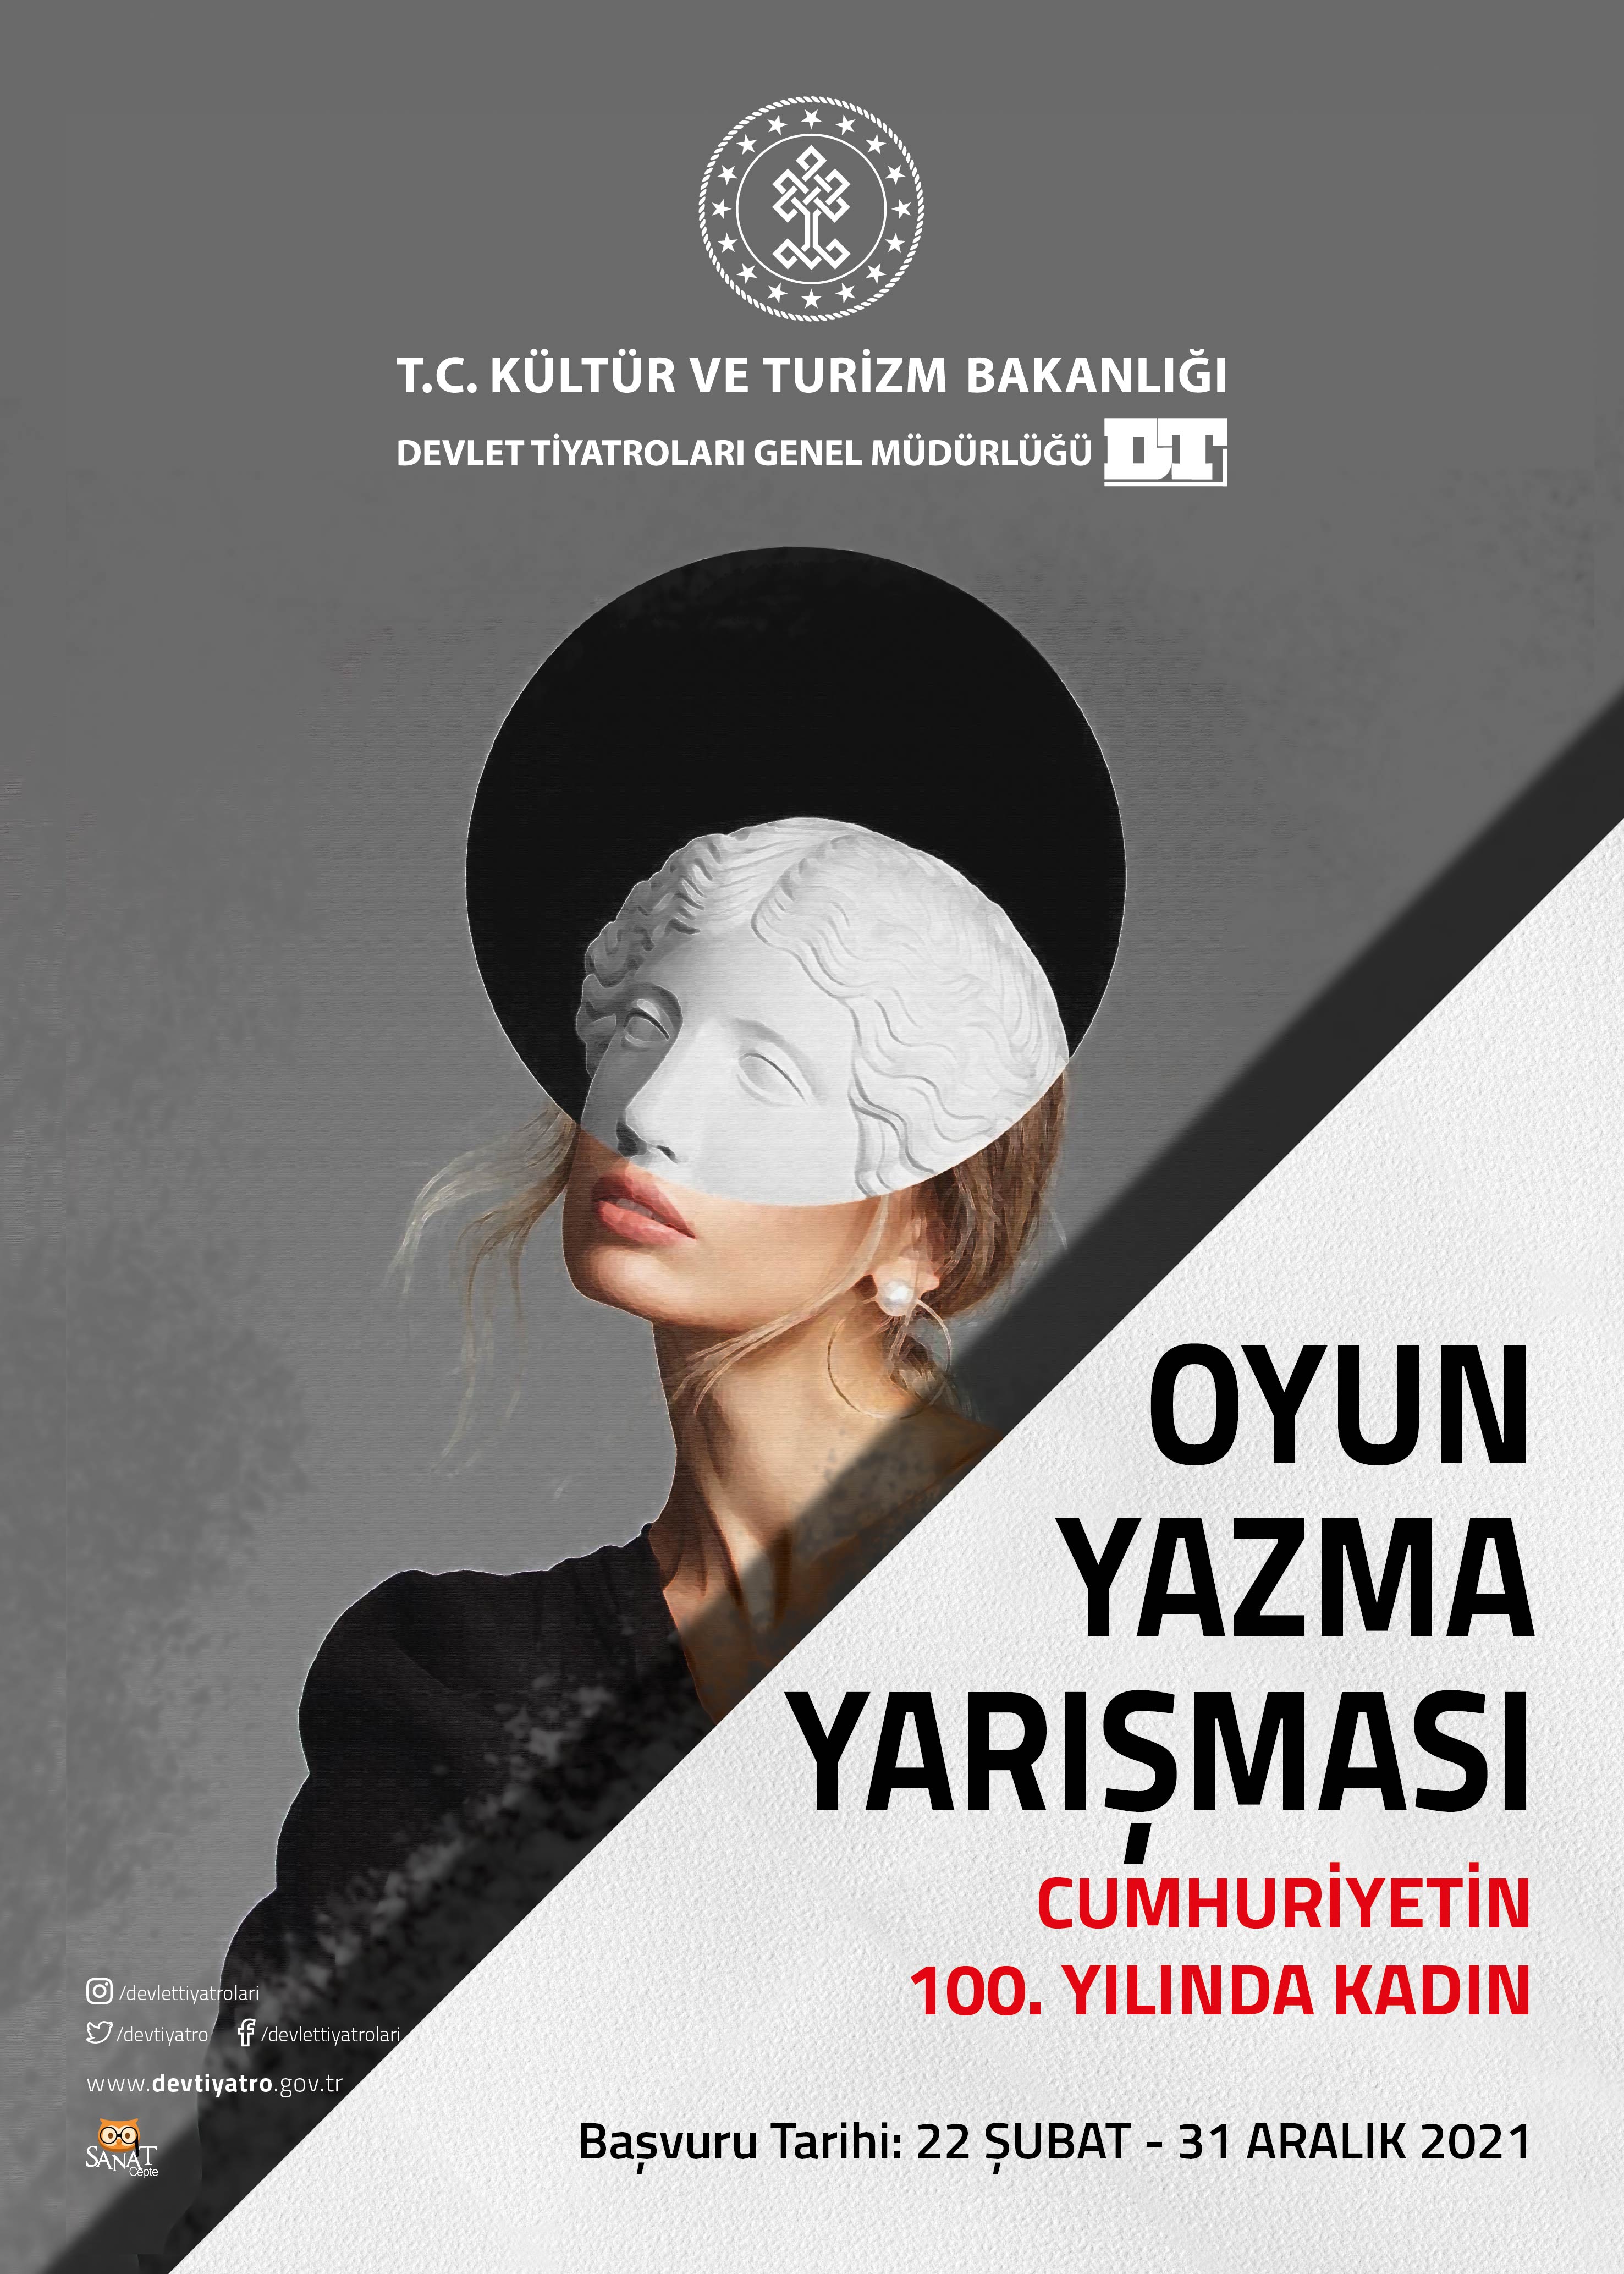 T.C. KÜLTÜR VE TURİZM BAKANLIĞI
DEVLET TİYATROLARI GENEL MÜDÜRLÜĞÜ DT
OYUN
YAZMA
YARIŞMASI
CUMHURİYETİN
100. YILINDA KADIN
Başvuru Tarihi: 22 ŞUBAT - 31 ARALIK 2021
/devlettiyatrolari
/devtiyatro /devlettiyatrolari
www.devtiyatro.gov.tr
SANAT
Cepte